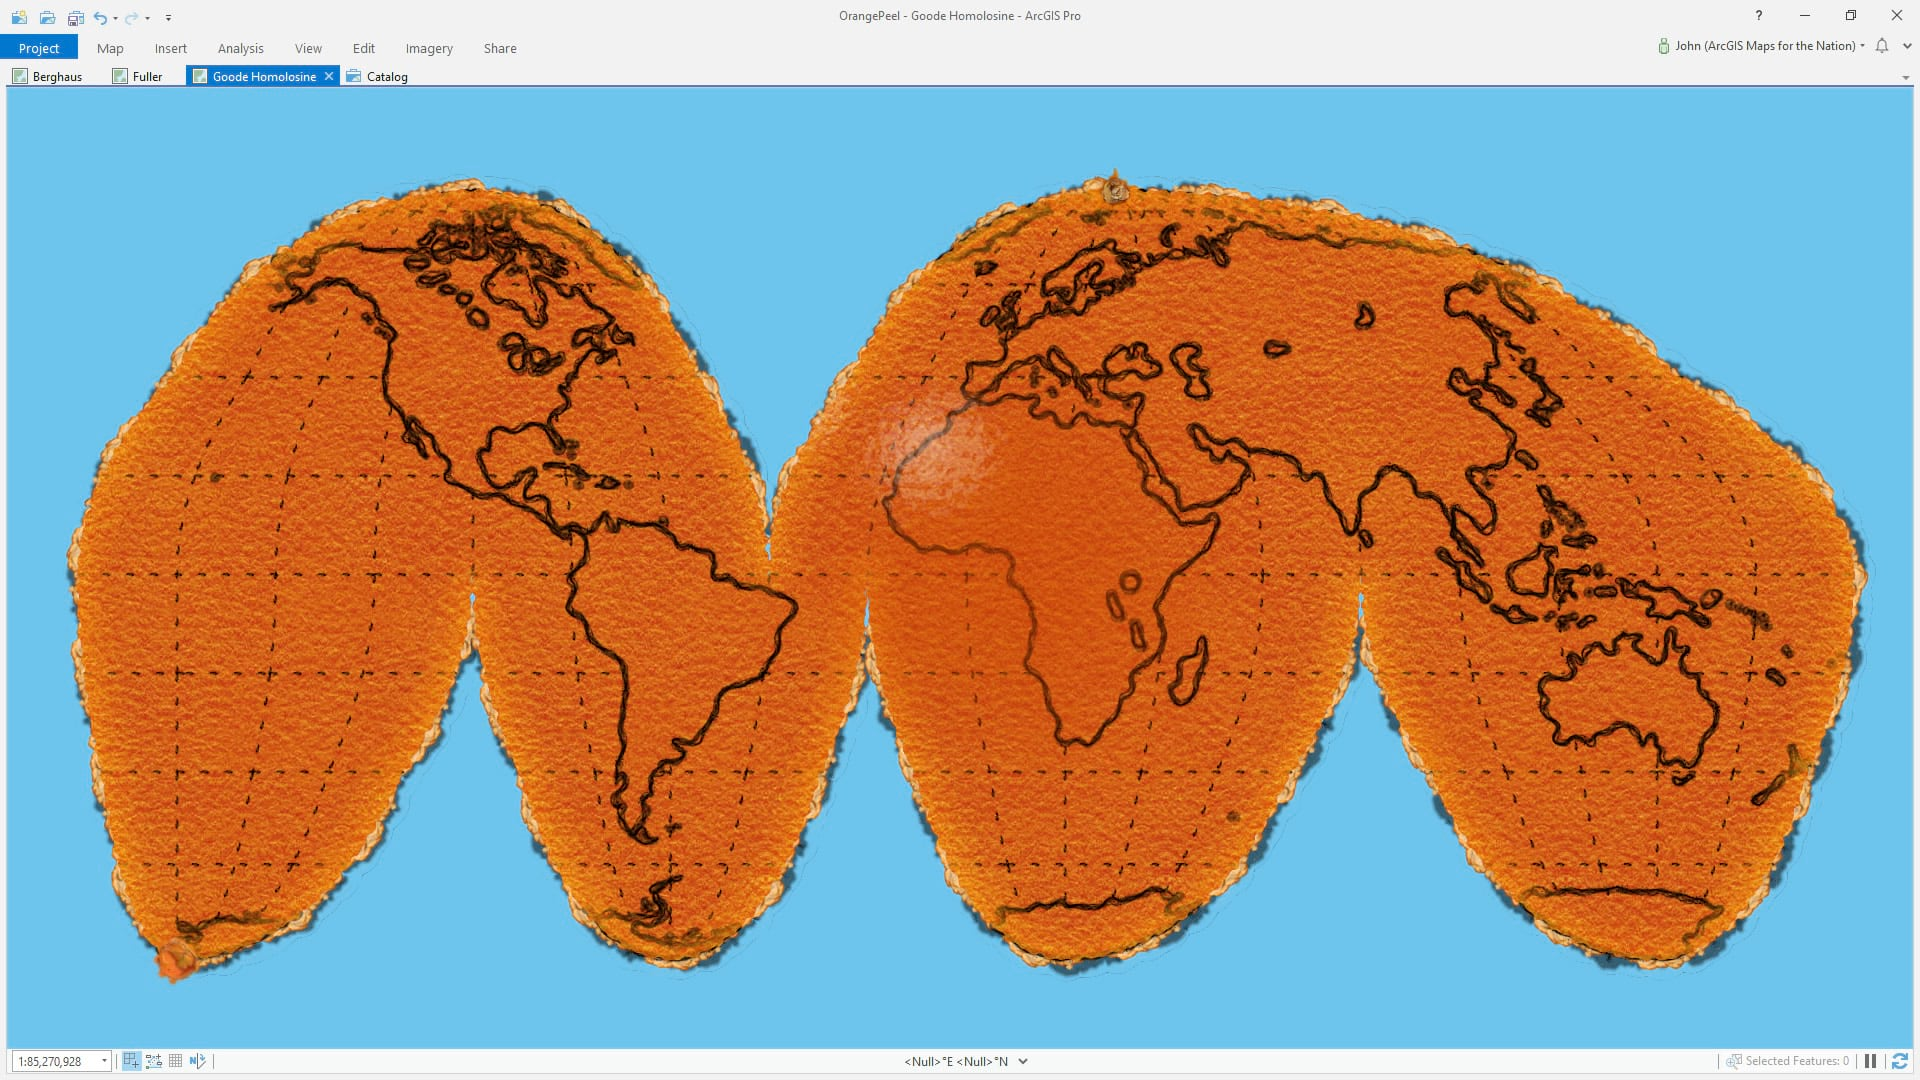 OrangePeel - Goode Homolosine - ArcGIS Pro
?
Project Map Insert Analysis View Edit Imagery Share
John (ArcGIS Maps for the Nation)
Berghaus Fuller Goode Homolosine Catalog
1:85,270,928
<Null>°E <Null>°N
Selected Features: 0